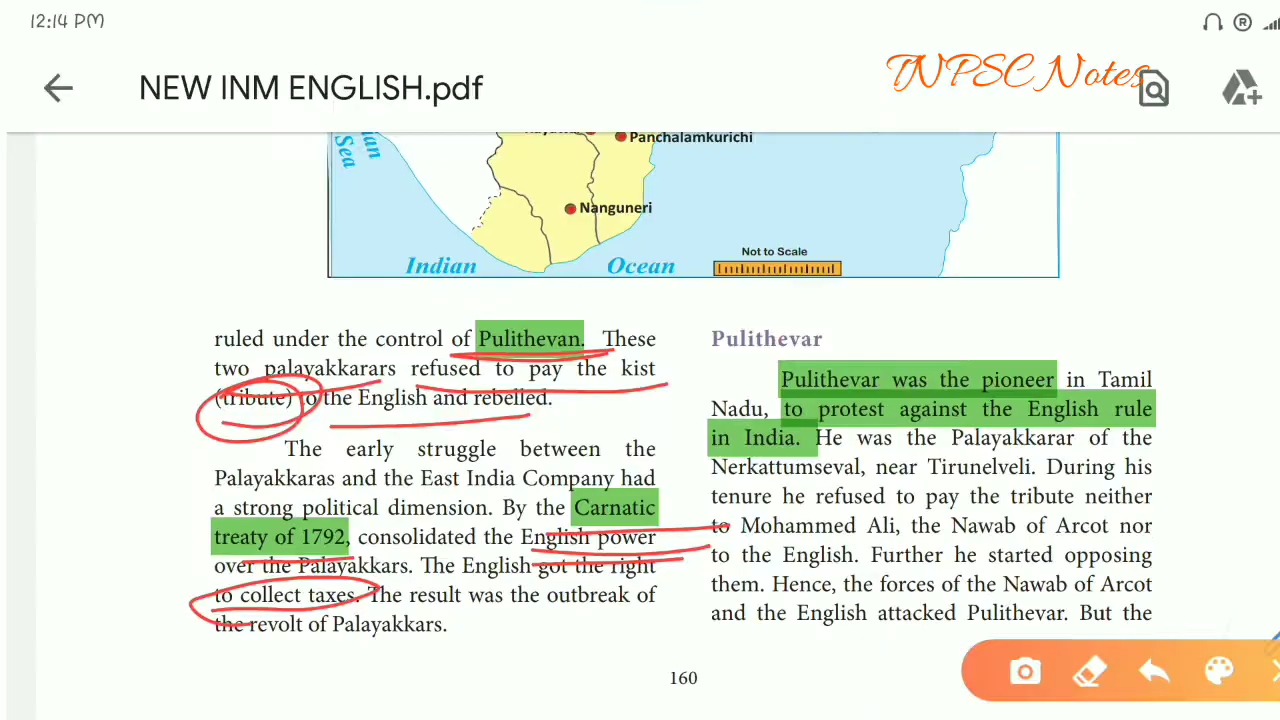 12:14 PM
TNPSC Notes
NEW INM ENGLISH.pdf
Sea
Panchalamkurichi
Nanguneri
Not to Scale
Indian Ocean
ruled under the control of Pulithevan. These
two palayakkarars refused to pay the kist
(tribute) to the English and rebelled.
The early struggle between the
Palayakkaras and the East India Company had
a strong political dimension. By the Carnatic
treaty of 1792, consolidated the English power
over the Palayakkars. The English got the right
to collect taxes. The result was the outbreak of
the revolt of Palayakkars.
Pulithevar
Pulithevar was the pioneer in Tamil
Nadu, to protest against the English rule
in India. He was the Palayakkarar of the
Nerkattumseval, near Tirunelveli. During his
tenure he refused to pay the tribute neither
to Mohammed Ali, the Nawab of Arcot nor
to the English. Further he started opposing
them. Hence, the forces of the Nawab of Arcot
and the English attacked Pulithevar. But the
160